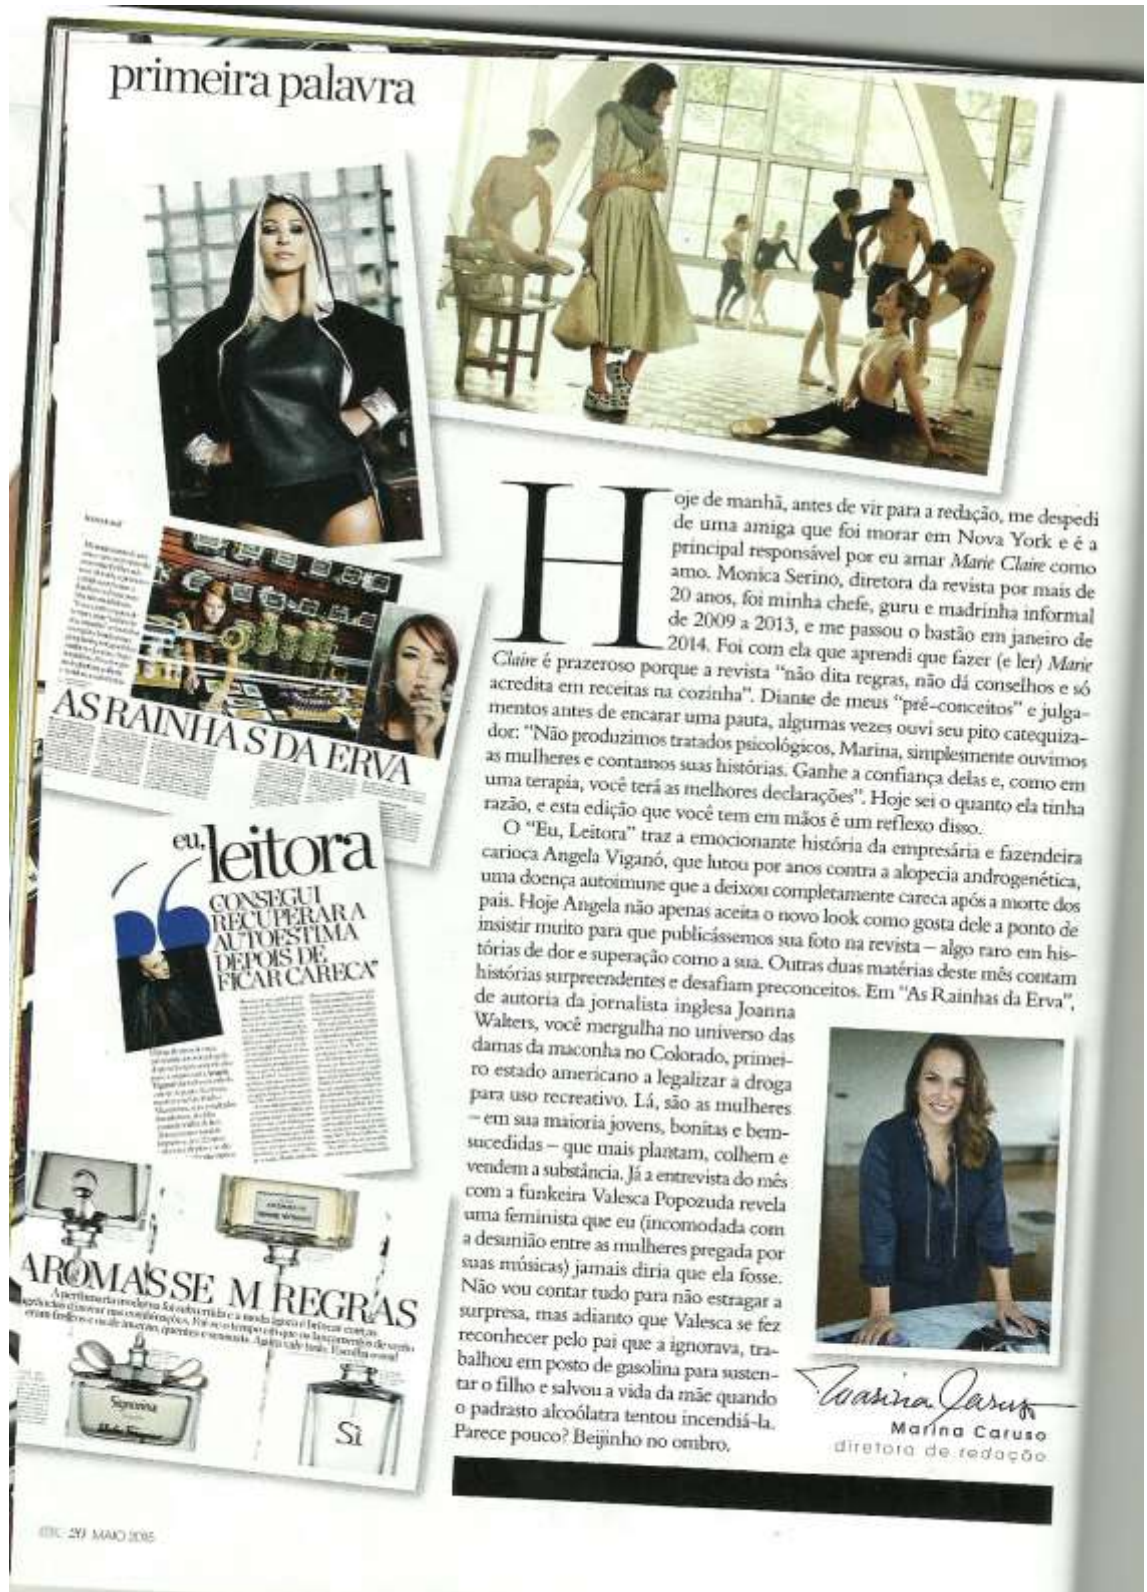 primeira palavra
Hoje de manhã, antes de vir para a redação, me despedi
de uma amiga que foi morar em Nova York e é a
principal responsável por eu amar Marie Claire como
amo. Monica Serino, diretora da revista por mais de
20 anos, foi minha chefe, guru e madrinha informal
de 2009 a 2013, e me passou o bastão em janeiro de
2014. Foi com ela que aprendi que fazer (e ler) Marie
Claire é prazeroso porque a revista “não dita regras, não dá conselhos e só
acredita em receitas na cozinha”. Diante de meus “pré-conceitos” e julga-
mentos antes de encarar uma pauta, algumas vezes ouvi seu pito catequiza-
dor: “Não produzimos tratados psicológicos, Marina, simplesmente ouvimos
as mulheres e contamos suas histórias. Ganhe a confiança delas e, como em
uma terapia, você terá as melhores declarações”. Hoje sei o quanto ela tinha
razão, e esta edição que você tem em mãos é um reflexo disso.
O “Eu, Leitora” traz a emocionante história da empresária e fazendeira
carioca Angela Viganó, que lutou por anos contra a alopecia androgenética,
uma doença autoimune que a deixou completamente careca após a morte dos
pais. Hoje Angela não apenas aceita o novo look como gosta dele a ponto de
insistir muito para que publicássemos sua foto na revista – algo raro em his-
tórias de dor e superação como a sua. Outras duas matérias deste mês contam
histórias surpreendentes e desafiam preconceitos. Em “As Rainhas da Erva”,
de autoria da jornalista inglesa Joanna
Walters, você mergulha no universo das
damas da maconha no Colorado, primei-
ro estado americano a legalizar a droga
para uso recreativo. Lá, são as mulheres
– em sua maioria jovens, bonitas e bem-
sucedidas – que mais plantam, colhem e
vendem a substância. Já a entrevista do mês
com a funkeira Valesca Popozuda revela
uma feminista que eu (incomodada com
a desunião entre as mulheres pregada por
suas músicas) jamais diria que ela fosse.
Não vou contar tudo para não estragar a
surpresa, mas adianto que Valesca se fez
reconhecer pelo pai que a ignorava, tra-
balhou em posto de gasolina para susten-
tar o filho e salvou a vida da mãe quando
o padrasto alcoólatra tentou incendiá-la.
Parece pouco? Beijinho no ombro.
Marina Caruso
Marina Caruso
diretora de redação
AS RAINHAS DA ERVA
eu, leitora
CONSEGUI
RECUPERAR A
AUTOESTIMA
DEPOIS DE
FICAR CARECA”
AROMAS SE M REGRAS
A perfumaria moderna foi subvertida e a moda agora é brincar com as
Signorina
Sì
20 MAIO 2015